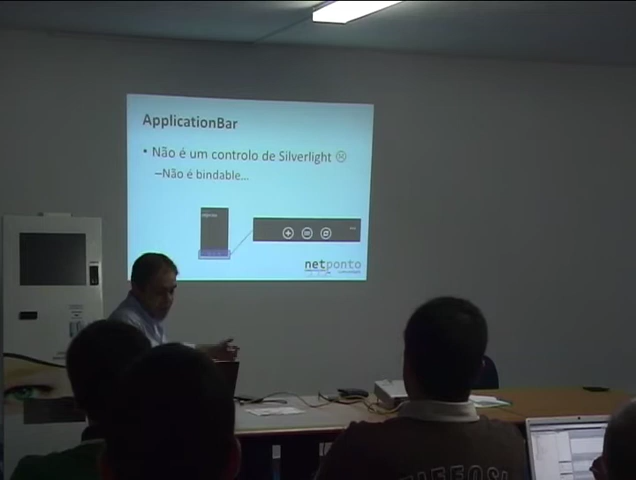 ApplicationBar
• Não é um controlo de Silverlight ☹
–Não é bindable...
netponto